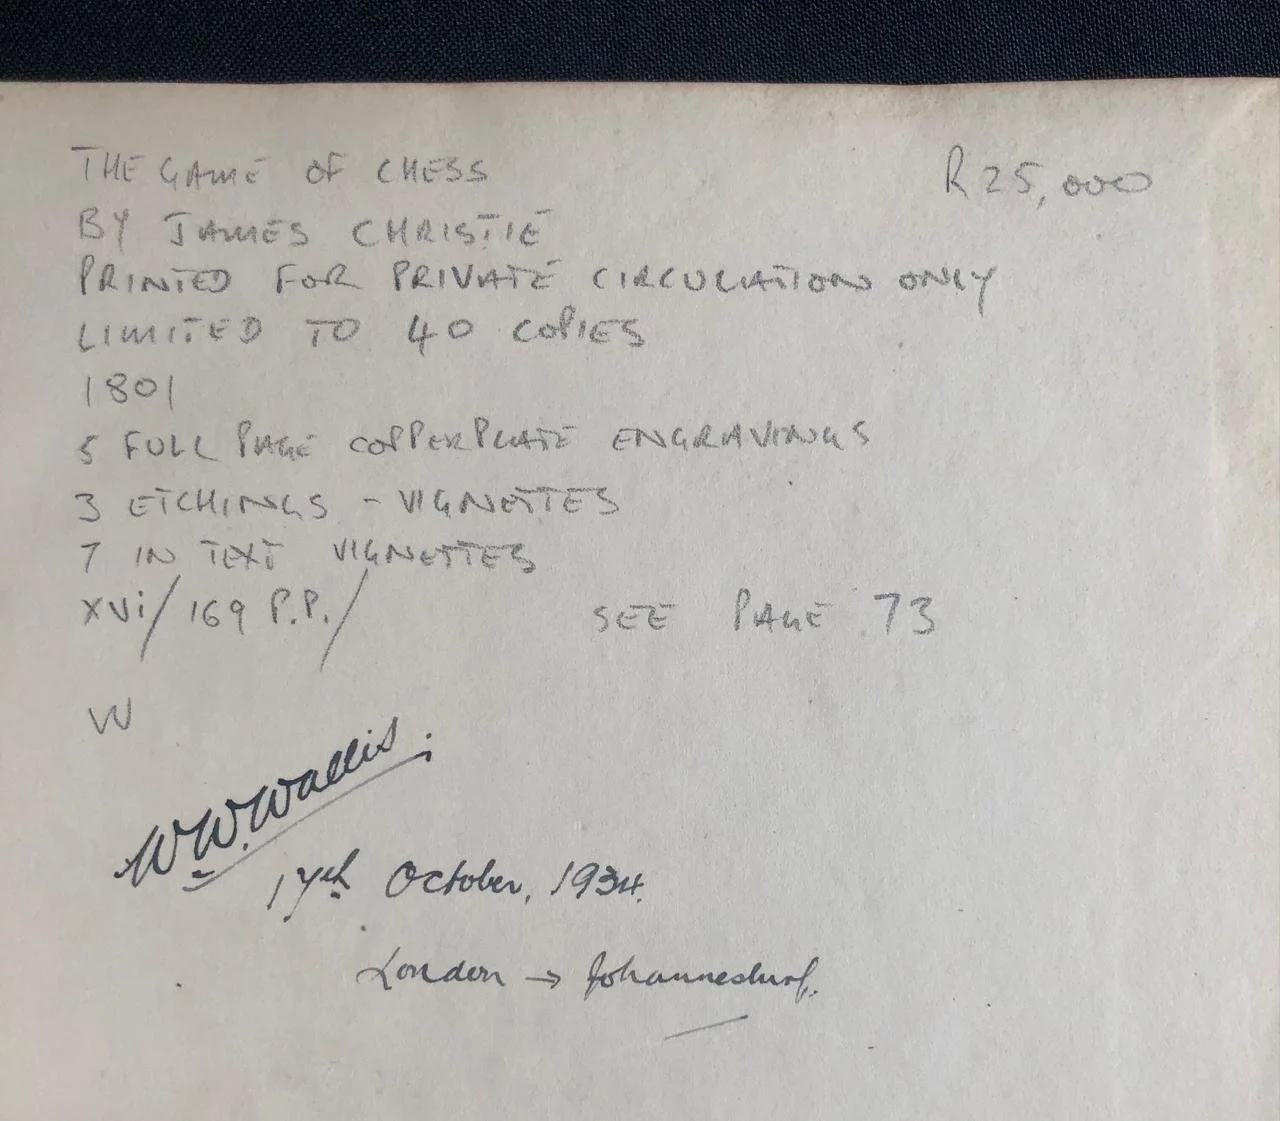 THE GAME OF CHESS
R25,000
BY JAMES CHRISTIE
PRINTED FOR PRIVATE CIRCULATION ONLY
LIMITED TO 40 COPIES
1801
5 FULL PAGE COPPERPLATE ENGRAVINGS
3 ETCHINGS - VIGNETTES
7 IN TEXT VIGNETTES
xvi/169 P.P./
SEE PAGE 73
W
W.W. Wallis.
17th October, 1934.
London → Johannesburg.